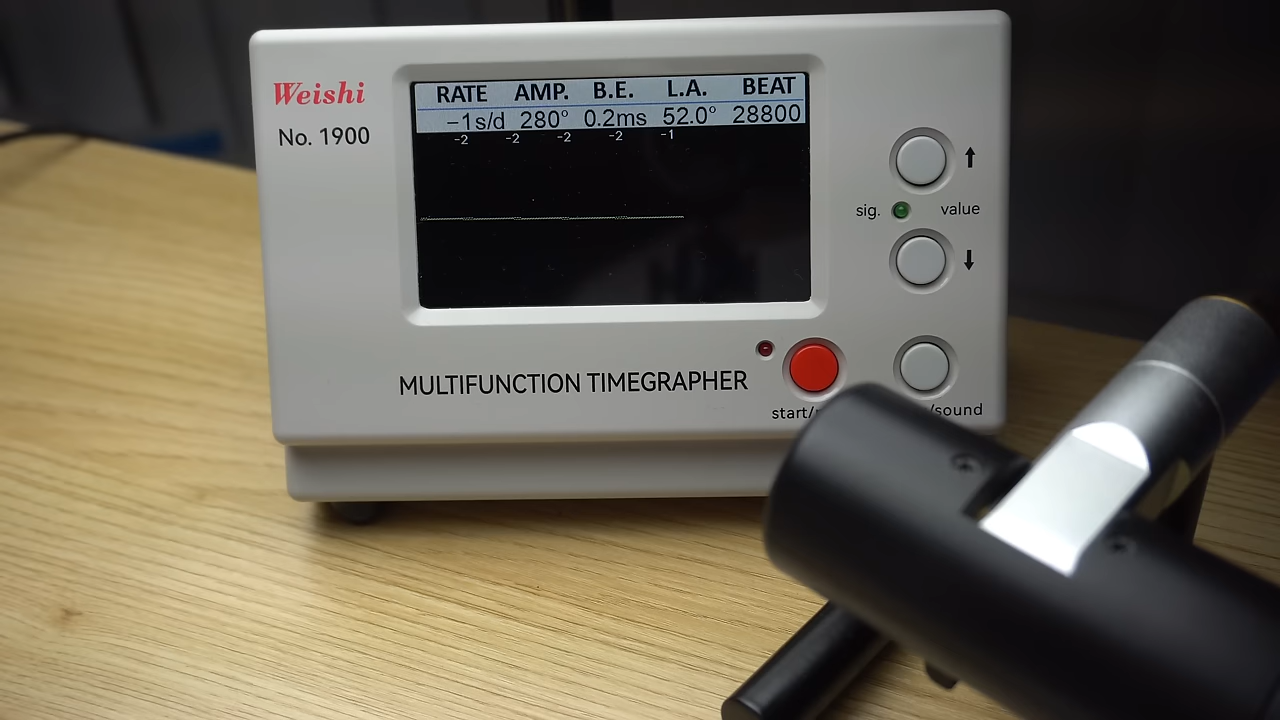 Weishi
No. 1900
RATE AMP. B.E. L.A. BEAT
−1s/d 280° 0.2ms 52.0° 28800
-2 -2 -2 -2 -1
sig. value
MULTIFUNCTION TIMEGRAPHER
start/
/sound